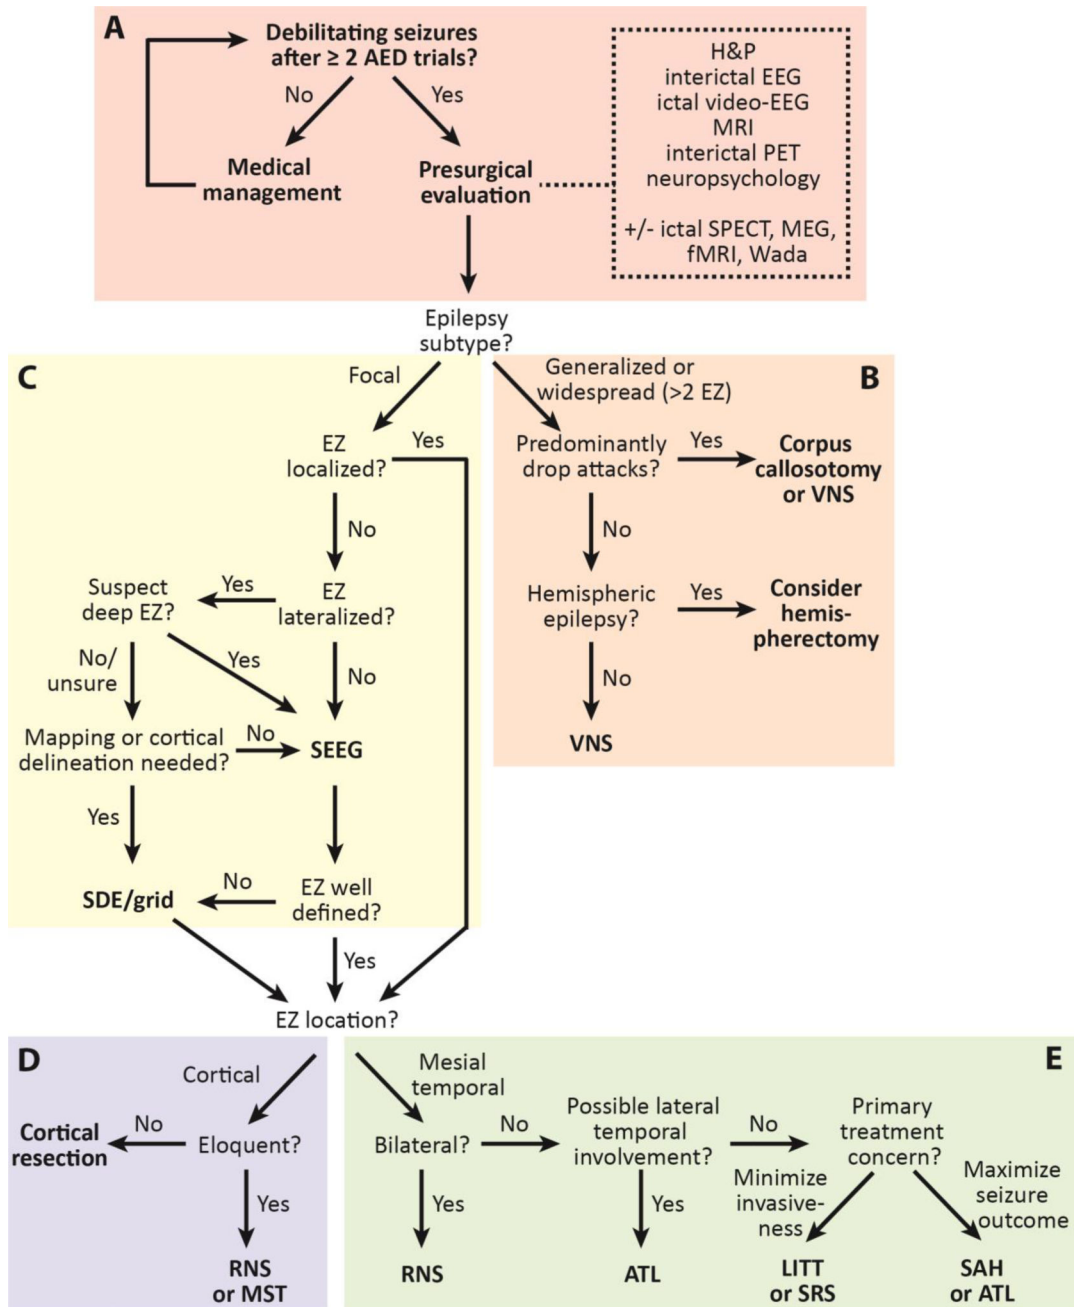 A
Debilitating seizures
after ≥ 2 AED trials?
No
Yes
Medical
management
Presurgical
evaluation
H&P
interictal EEG
ictal video-EEG
MRI
interictal PET
neuropsychology
+/- ictal SPECT, MEG,
fMRI, Wada
Epilepsy
subtype?
C
Focal
EZ
localized?
Yes
No
Suspect
deep EZ?
Yes
EZ
lateralized?
No/
unsure
Yes
No
Mapping or cortical
delineation needed?
No
SEEG
Yes
SDE/grid
No
EZ well
defined?
Yes
B
Generalized or
widespread (>2 EZ)
Predominantly
drop attacks?
Yes
Corpus
callosotomy
or VNS
No
Hemispheric
epilepsy?
Yes
Consider
hemis-
pherectomy
No
VNS
EZ location?
D
Cortical
Cortical
resection
No
Eloquent?
Yes
RNS
or MST
E
Mesial
temporal
Bilateral?
No
Possible lateral
temporal
involvement?
No
Primary
treatment
concern?
Yes
Yes
Minimize
invasive-
ness
Maximize
seizure
outcome
RNS
ATL
LITT
or SRS
SAH
or ATL